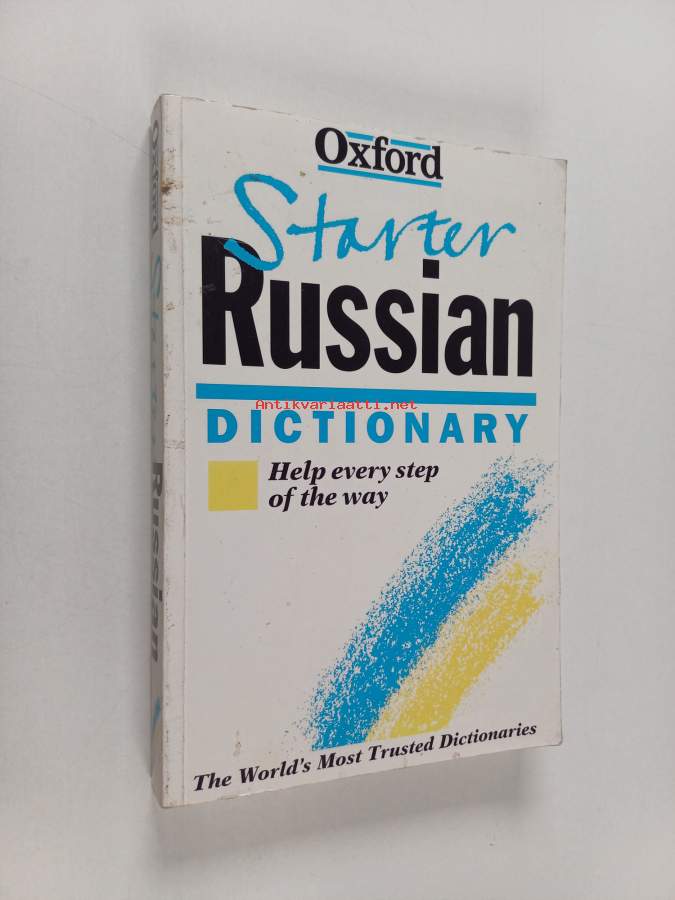 Oxford
Starter
Russian
Antikvariaatti.net
DICTIONARY
Help every step
of the way
The World's Most Trusted Dictionaries
Oxford Starter Russian